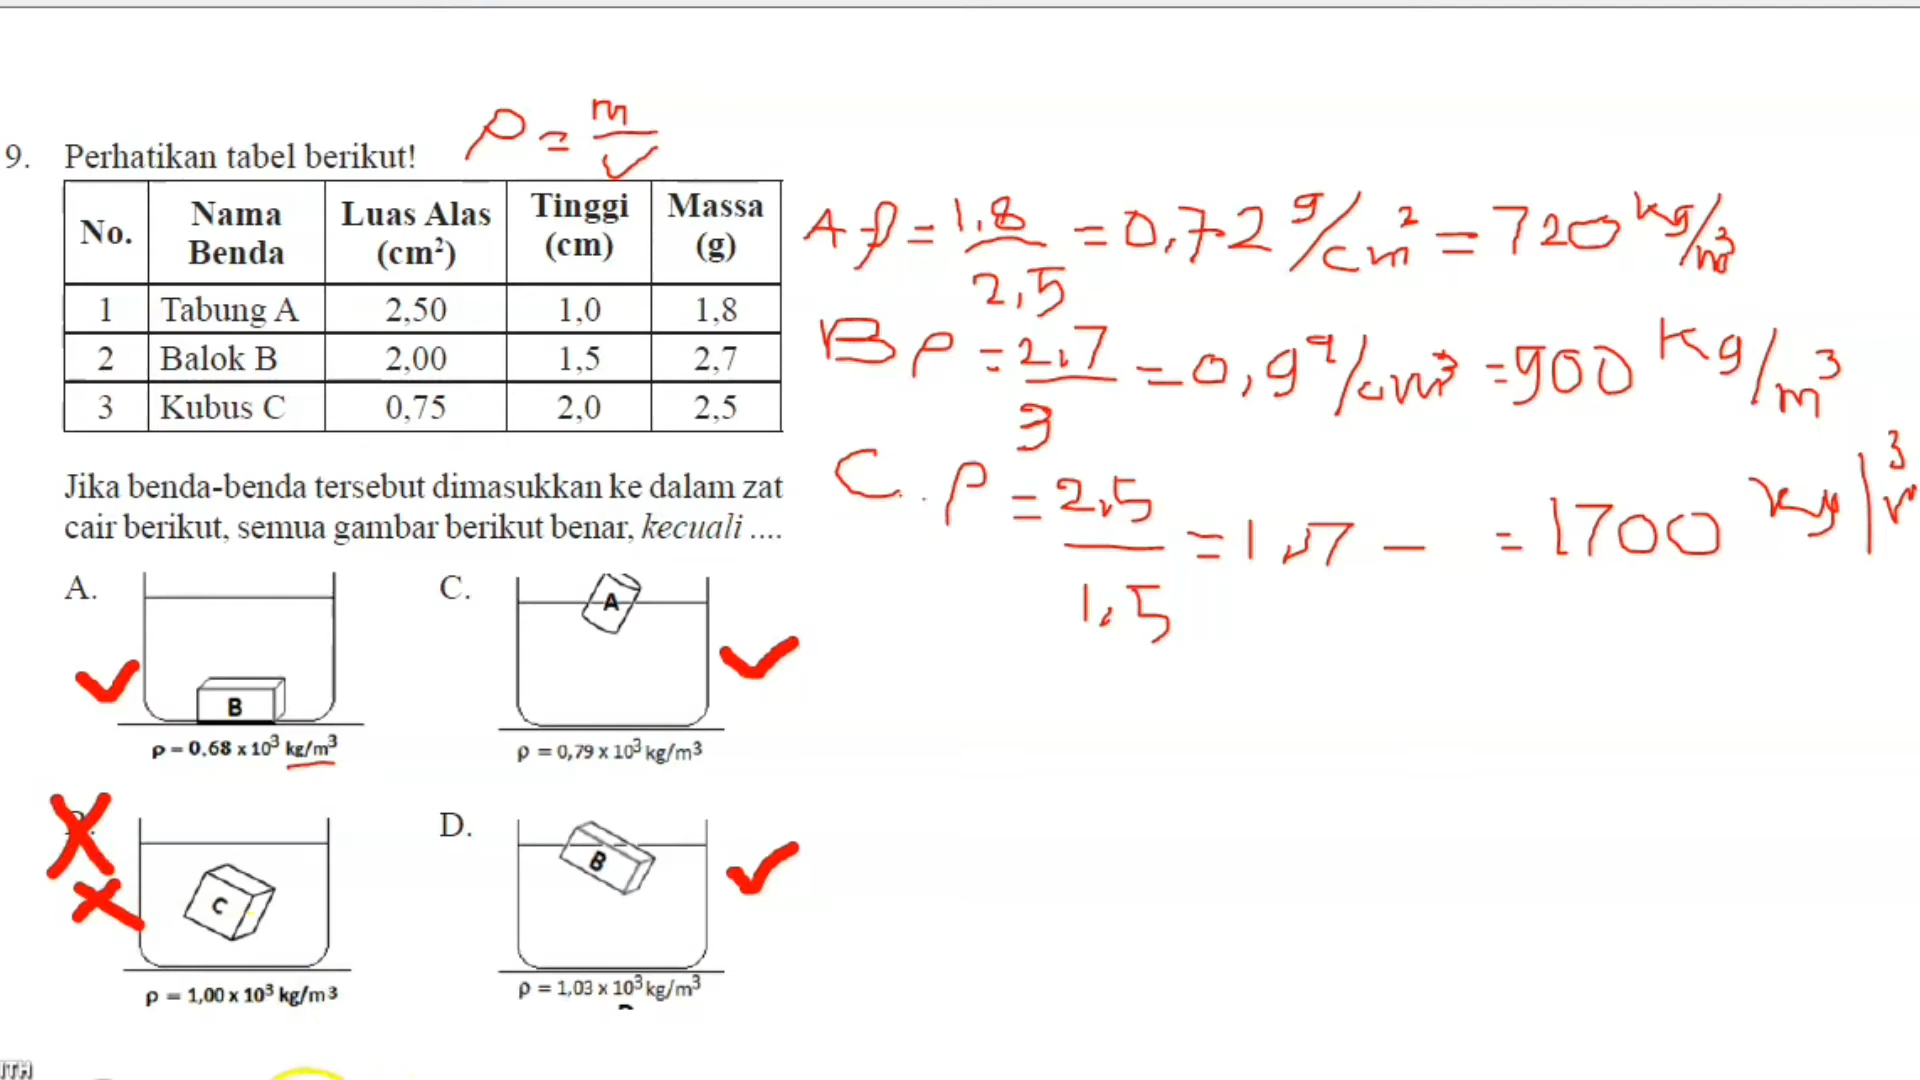 9. Perhatikan tabel berikut! ρ = m/v
No. Nama Benda Luas Alas (cm²) Tinggi (cm) Massa (g)
1 Tabung A 2,50 1,0 1,8
2 Balok B 2,00 1,5 2,7
3 Kubus C 0,75 2,0 2,5
A ρ = 1,8/2,5 = 0,72 g/cm² = 720 kg/m³
B ρ = 2,7/3 = 0,9 g/cm³ = 900 kg/m³
C. ρ = 2,5/1,5 = 1,7 – = 1700 kg/m³
Jika benda-benda tersebut dimasukkan ke dalam zat
cair berikut, semua gambar berikut benar, kecuali ....
A.
B
ρ = 0,68 x 10³ kg/m³
C.
A
ρ = 0,79 x 10³ kg/m³
C
ρ = 1,00 x 10³ kg/m3
D.
B
ρ = 1,03 x 10³ kg/m³